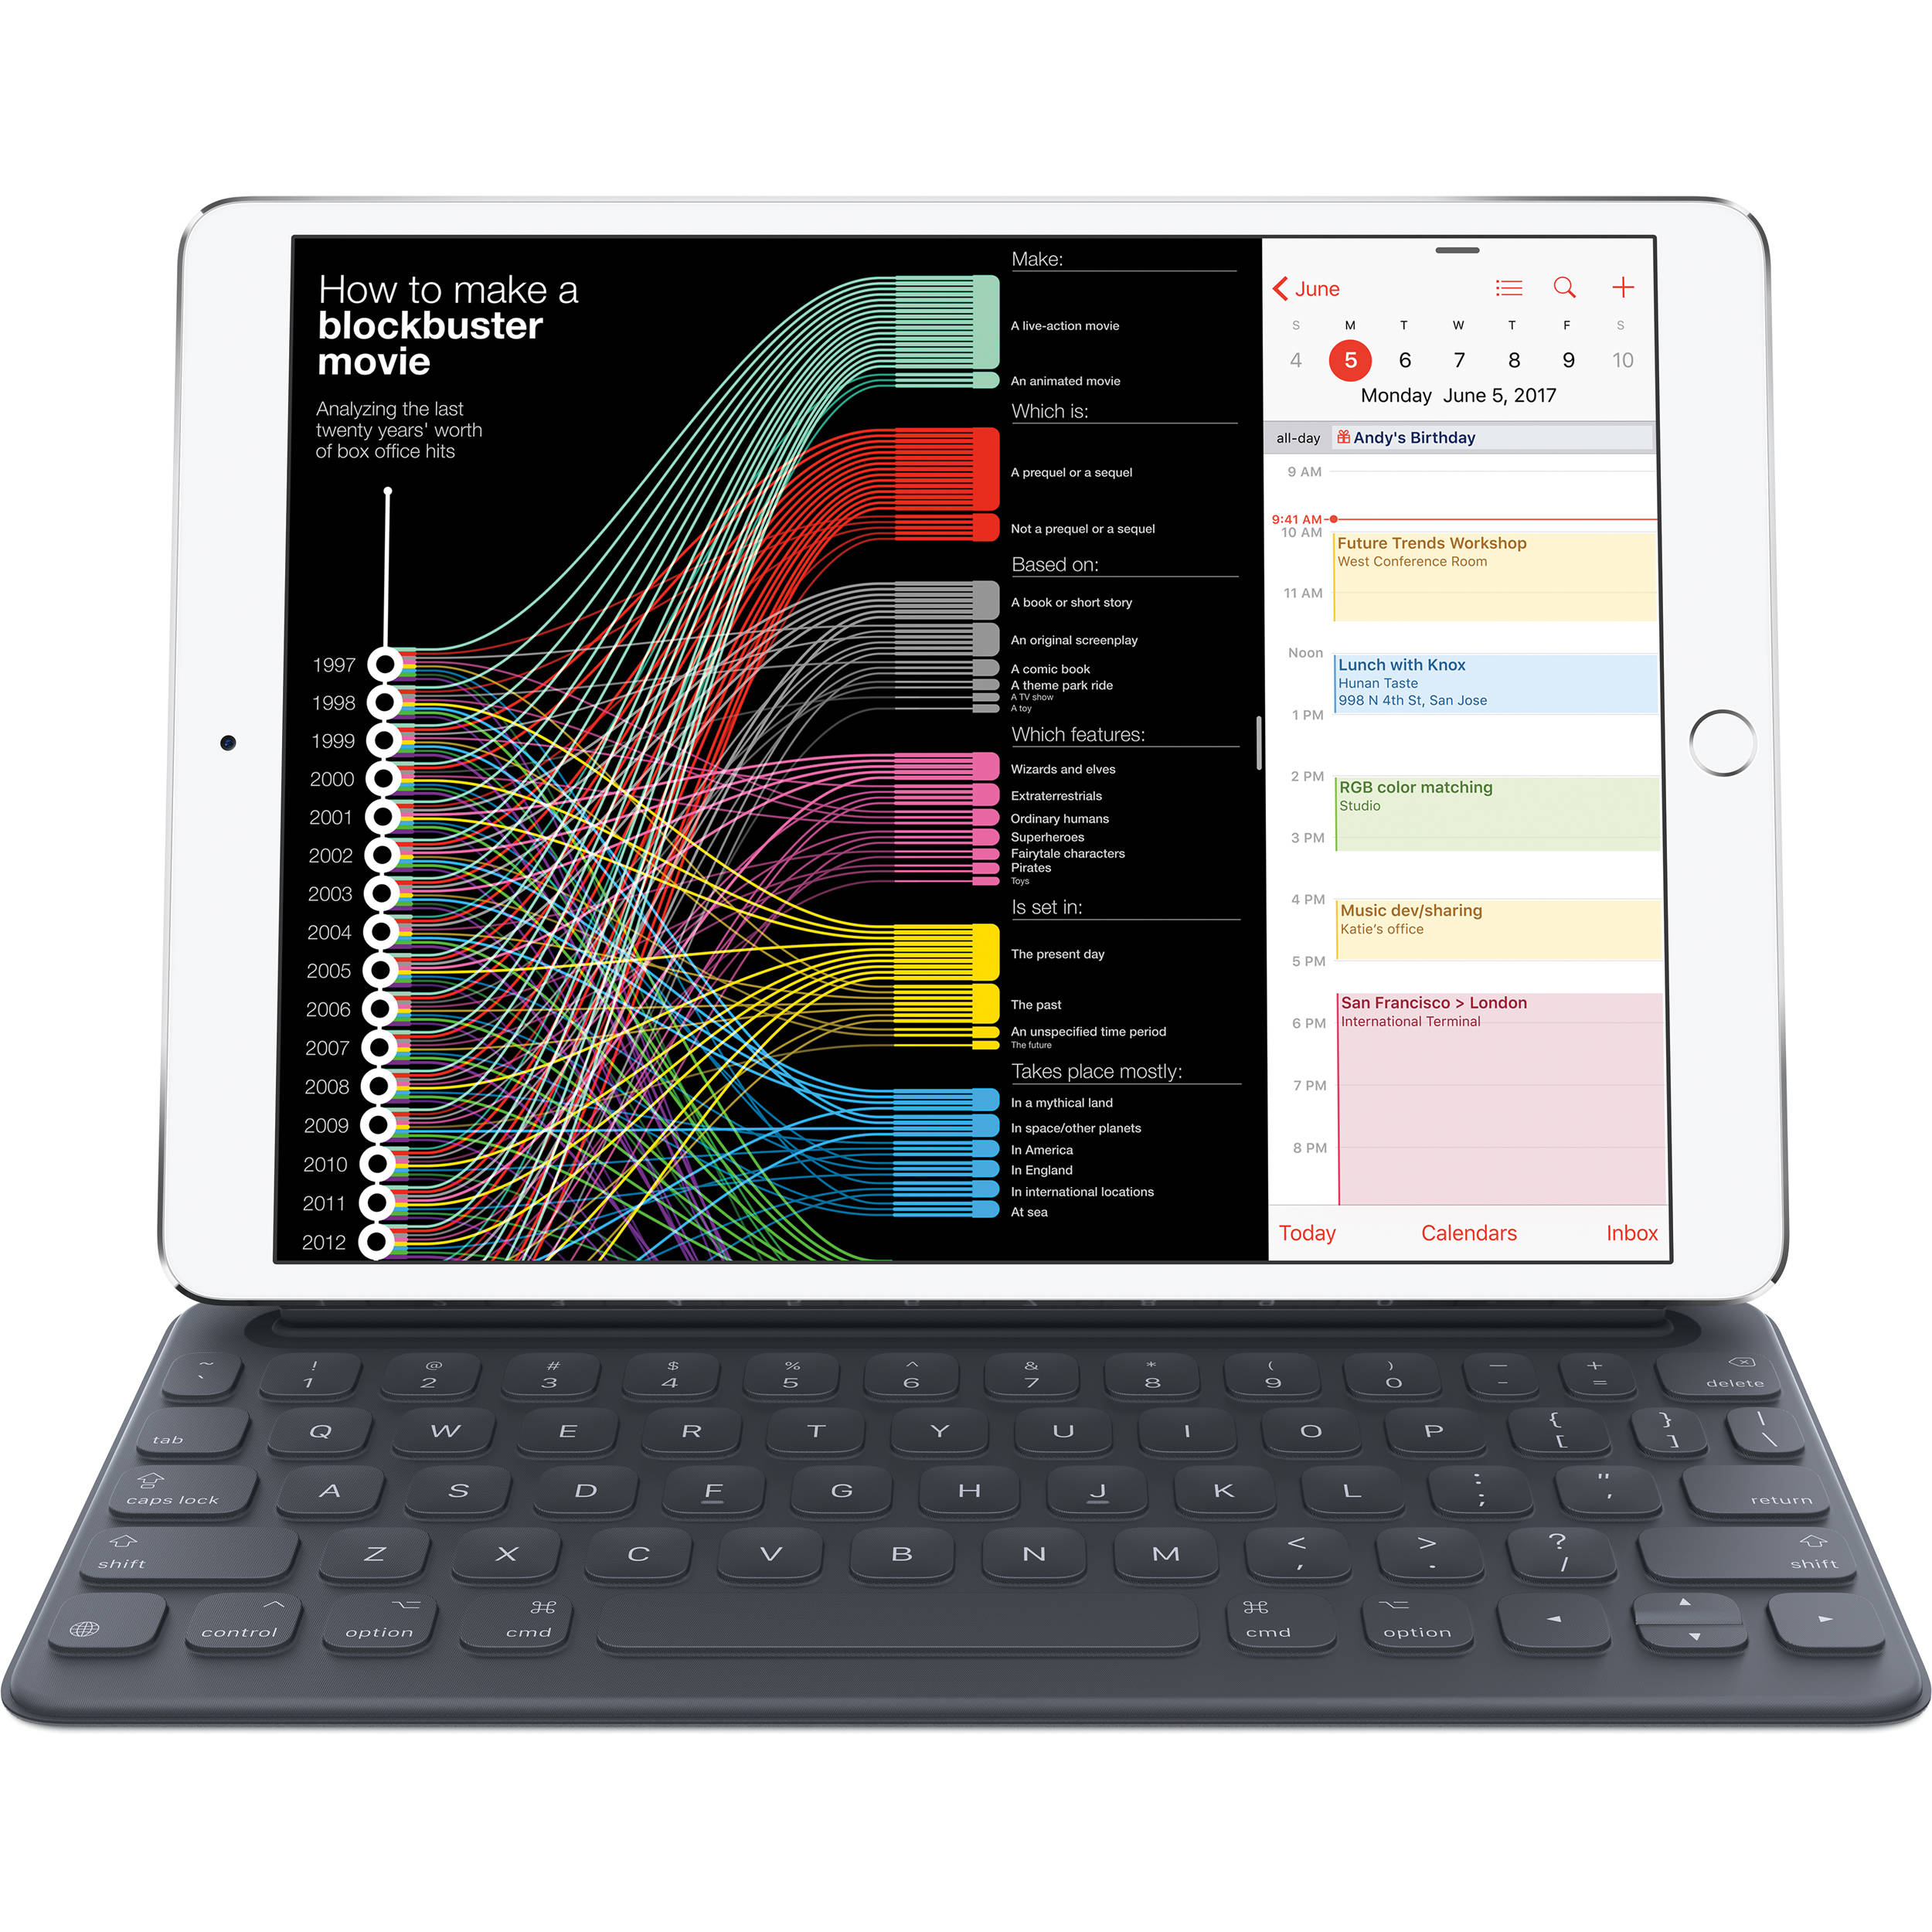 How to make a
blockbuster
movie
Analyzing the last
twenty years' worth
of box office hits
1997
1998
1999
2000
2001
2002
2003
2004
2005
2006
2007
2008
2009
2010
2011
2012
Make:
A live-action movie
An animated movie
Which is:
A prequel or a sequel
Not a prequel or a sequel
Based on:
A book or short story
An original screenplay
A comic book
A theme park ride
A TV show
A toy
Which features:
Wizards and elves
Extraterrestrials
Ordinary humans
Superheroes
Fairytale characters
Pirates
Toys
Is set in:
The present day
The past
An unspecified time period
The future
Takes place mostly:
In a mythical land
In space/other planets
In America
In England
In international locations
At sea
June
S M T W T F S
4 5 6 7 8 9 10
Monday June 5, 2017
all-day Andy's Birthday
9 AM
9:41 AM
10 AM
Future Trends Workshop
West Conference Room
11 AM
Noon
Lunch with Knox
Hunan Taste
998 N 4th St, San Jose
1 PM
2 PM
RGB color matching
Studio
3 PM
4 PM
Music dev/sharing
Katie's office
5 PM
San Francisco > London
International Terminal
6 PM
7 PM
8 PM
Today Calendars Inbox
~ ! @ # $ % ^ & * ( ) — +
` 1 2 3 4 5 6 7 8 9 0 - = delete
tab Q W E R T Y U I O P { [ } ] | \
caps lock A S D F G H J K L : ; " ' return
shift Z X C V B N M < , > . ? / shift
control option cmd cmd option